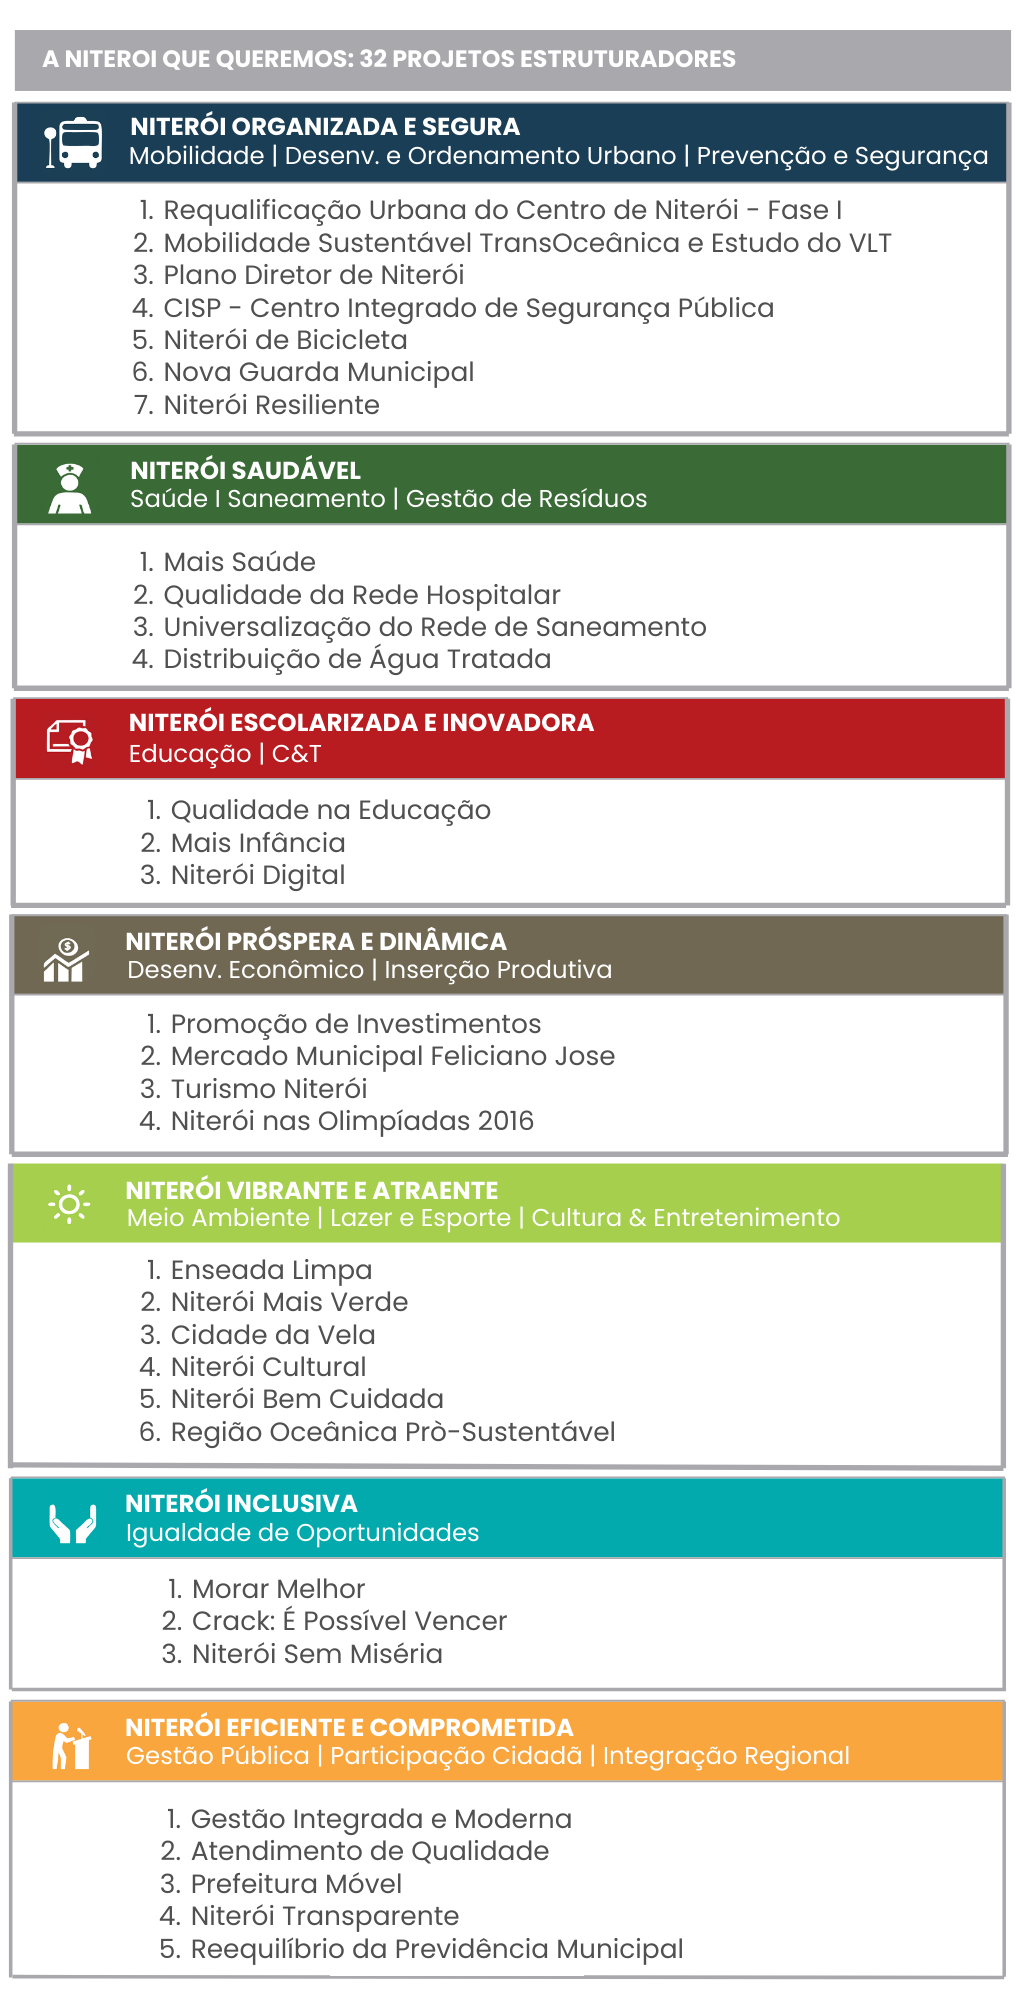 A NITEROI QUE QUEREMOS: 32 PROJETOS ESTRUTURADORES
NITERÓI ORGANIZADA E SEGURA
Mobilidade | Desenv. e Ordenamento Urbano | Prevenção e Segurança
1. Requalificação Urbana do Centro de Niterói - Fase I
2. Mobilidade Sustentável TransOceânica e Estudo do VLT
3. Plano Diretor de Niterói
4. CISP - Centro Integrado de Segurança Pública
5. Niterói de Bicicleta
6. Nova Guarda Municipal
7. Niterói Resiliente
NITERÓI SAUDÁVEL
Saúde I Saneamento | Gestão de Resíduos
1. Mais Saúde
2. Qualidade da Rede Hospitalar
3. Universalização do Rede de Saneamento
4. Distribuição de Água Tratada
NITERÓI ESCOLARIZADA E INOVADORA
Educação | C&T
1. Qualidade na Educação
2. Mais Infância
3. Niterói Digital
NITERÓI PRÓSPERA E DINÂMICA
Desenv. Econômico | Inserção Produtiva
1. Promoção de Investimentos
2. Mercado Municipal Feliciano Jose
3. Turismo Niterói
4. Niterói nas Olimpíadas 2016
NITERÓI VIBRANTE E ATRAENTE
Meio Ambiente | Lazer e Esporte | Cultura & Entretenimento
1. Enseada Limpa
2. Niterói Mais Verde
3. Cidade da Vela
4. Niterói Cultural
5. Niterói Bem Cuidada
6. Região Oceânica Prò-Sustentável
NITERÓI INCLUSIVA
Igualdade de Oportunidades
1. Morar Melhor
2. Crack: É Possível Vencer
3. Niterói Sem Miséria
NITERÓI EFICIENTE E COMPROMETIDA
Gestão Pública | Participação Cidadã | Integração Regional
1. Gestão Integrada e Moderna
2. Atendimento de Qualidade
3. Prefeitura Móvel
4. Niterói Transparente
5. Reequilíbrio da Previdência Municipal